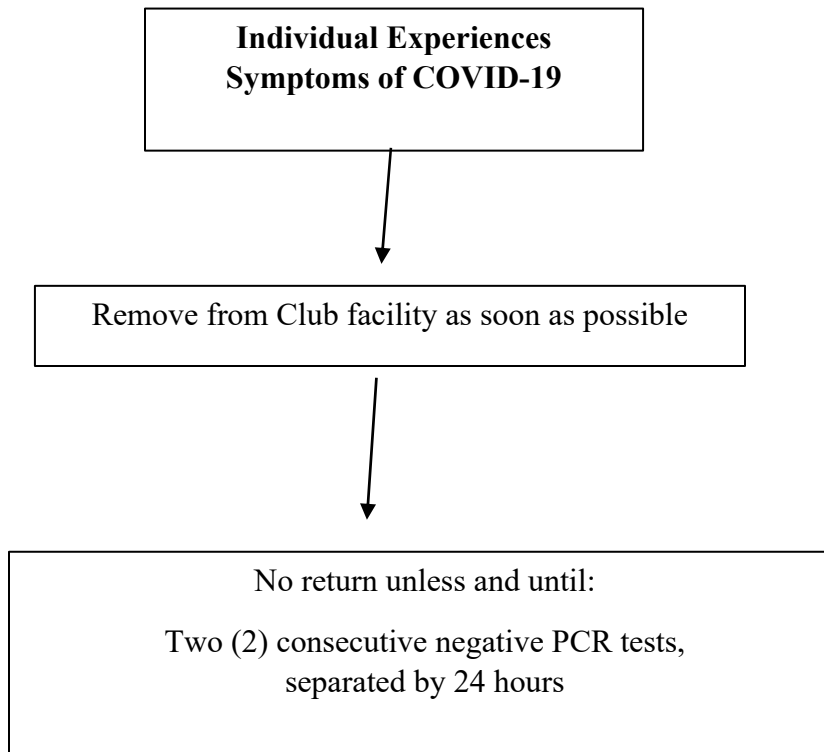 Individual Experiences
Symptoms of COVID-19
Remove from Club facility as soon as possible
No return unless and until:
Two (2) consecutive negative PCR tests,
separated by 24 hours